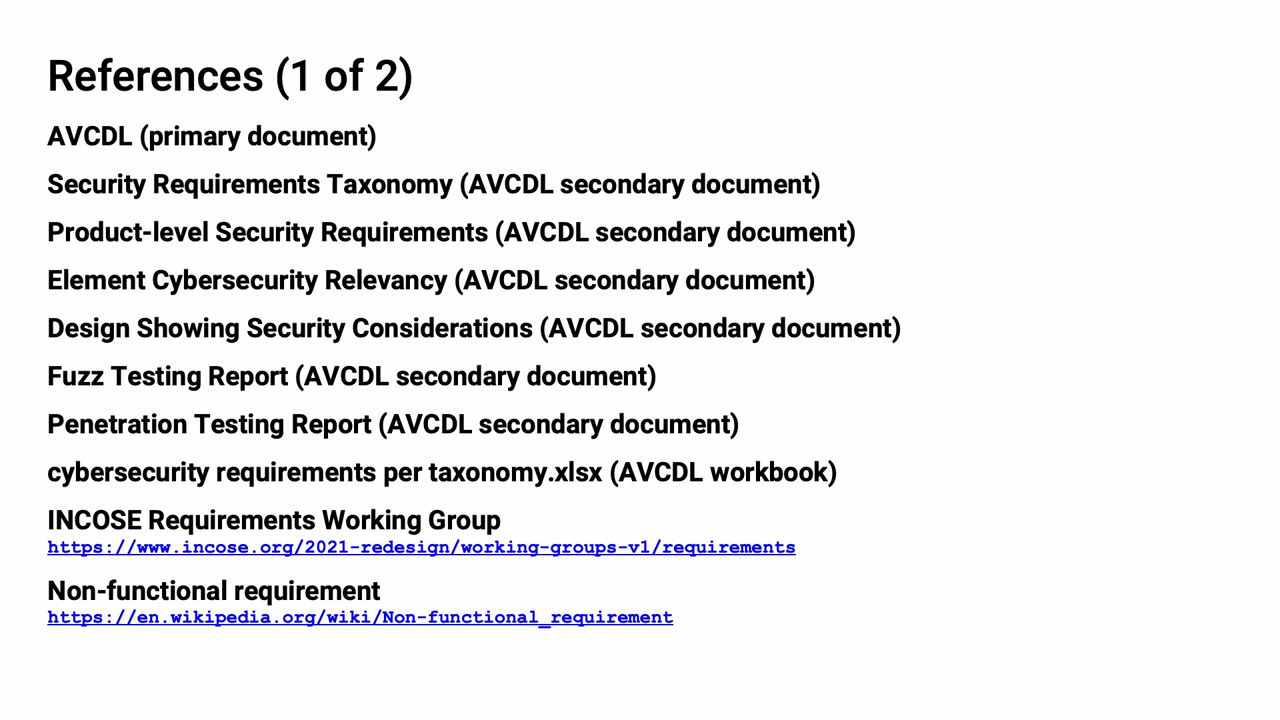 References (1 of 2)
AVCDL (primary document)
Security Requirements Taxonomy (AVCDL secondary document)
Product-level Security Requirements (AVCDL secondary document)
Element Cybersecurity Relevancy (AVCDL secondary document)
Design Showing Security Considerations (AVCDL secondary document)
Fuzz Testing Report (AVCDL secondary document)
Penetration Testing Report (AVCDL secondary document)
cybersecurity requirements per taxonomy.xlsx (AVCDL workbook)
INCOSE Requirements Working Group
https://www.incose.org/2021-redesign/working-groups-v1/requirements
Non-functional requirement
https://en.wikipedia.org/wiki/Non-functional_requirement